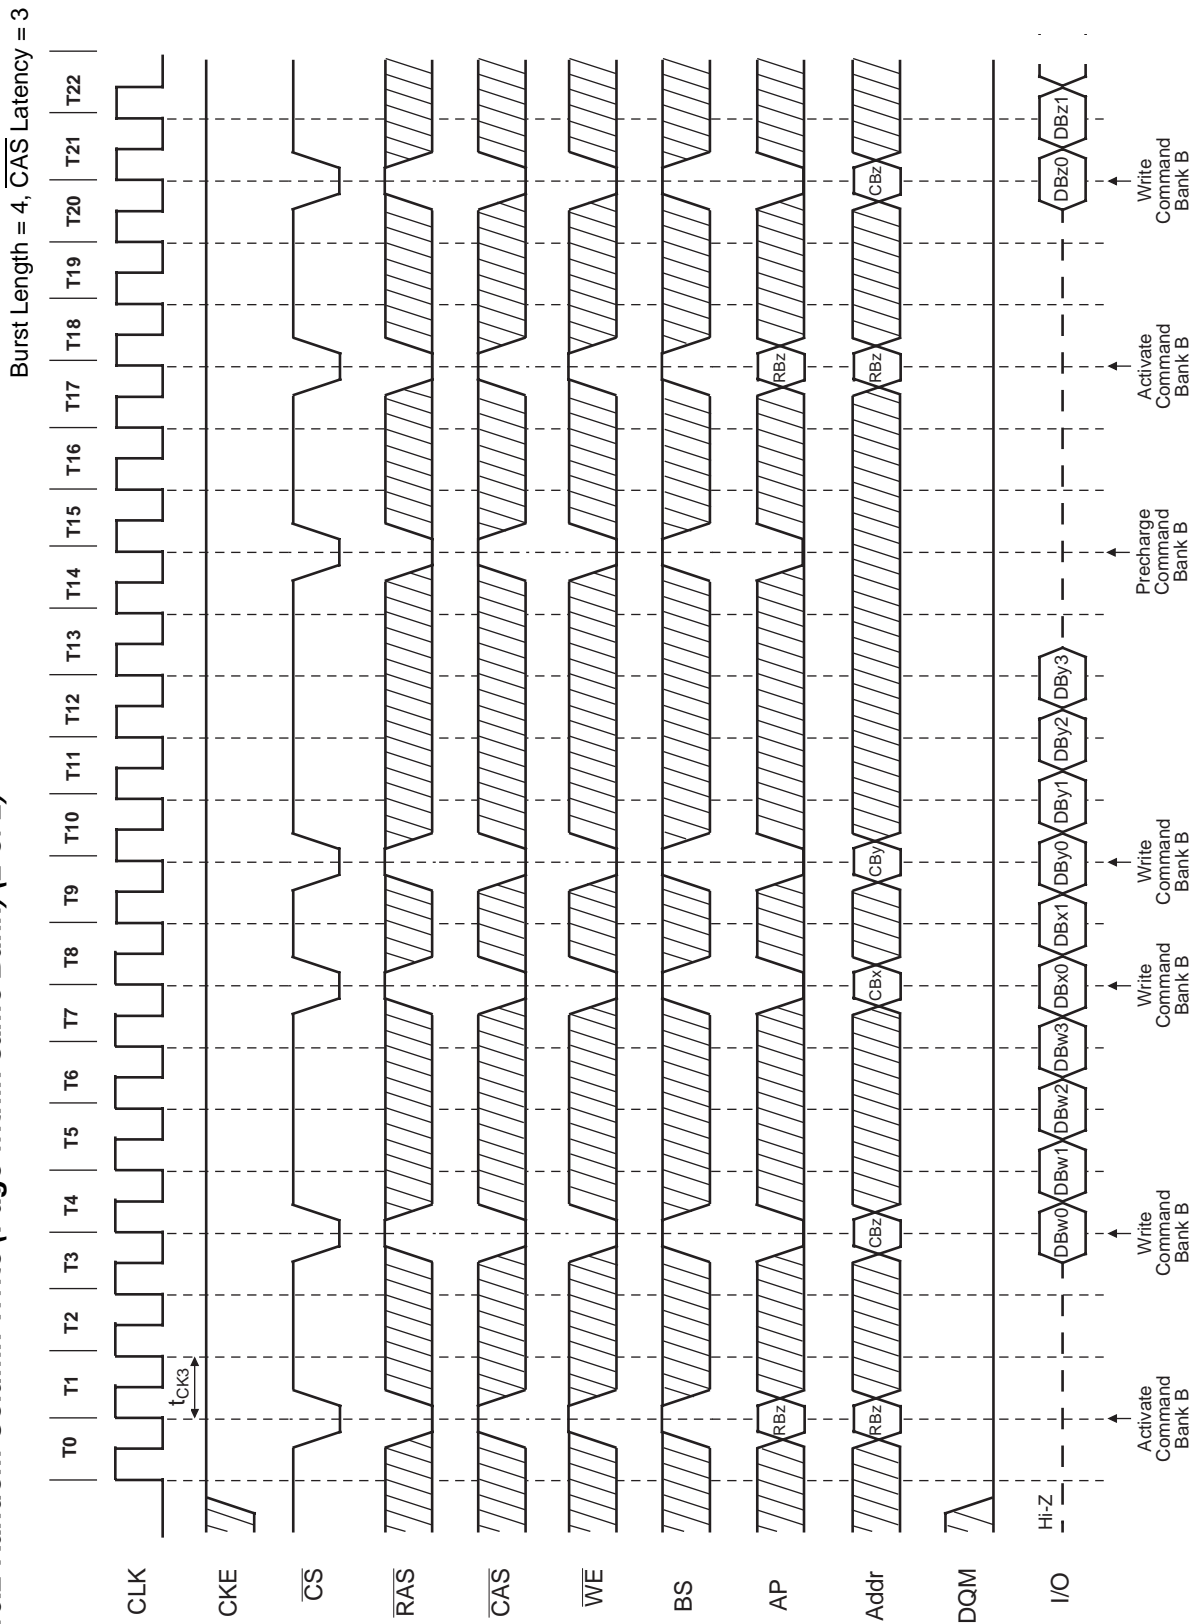 Burst Length = 4, CAS Latency = 3
T0 T1 T2 T3 T4 T5 T6 T7 T8 T9 T10 T11 T12 T13 T14 T15 T16 T17 T18 T19 T20 T21 T22
CLK
tCK3
CKE
CS
RAS
CAS
WE
BS
AP RBz RBz
Addr RBz CBz CBx CBy RBz CBz
DQM
I/O Hi-Z DBw0 DBw1 DBw2 DBw3 DBx0 DBx1 DBy0 DBy1 DBy2 DBy3 DBz0 DBz1
Activate
Command
Bank B
Write
Command
Bank B
Write
Command
Bank B
Write
Command
Bank B
Precharge
Command
Bank B
Activate
Command
Bank B
Write
Command
Bank B